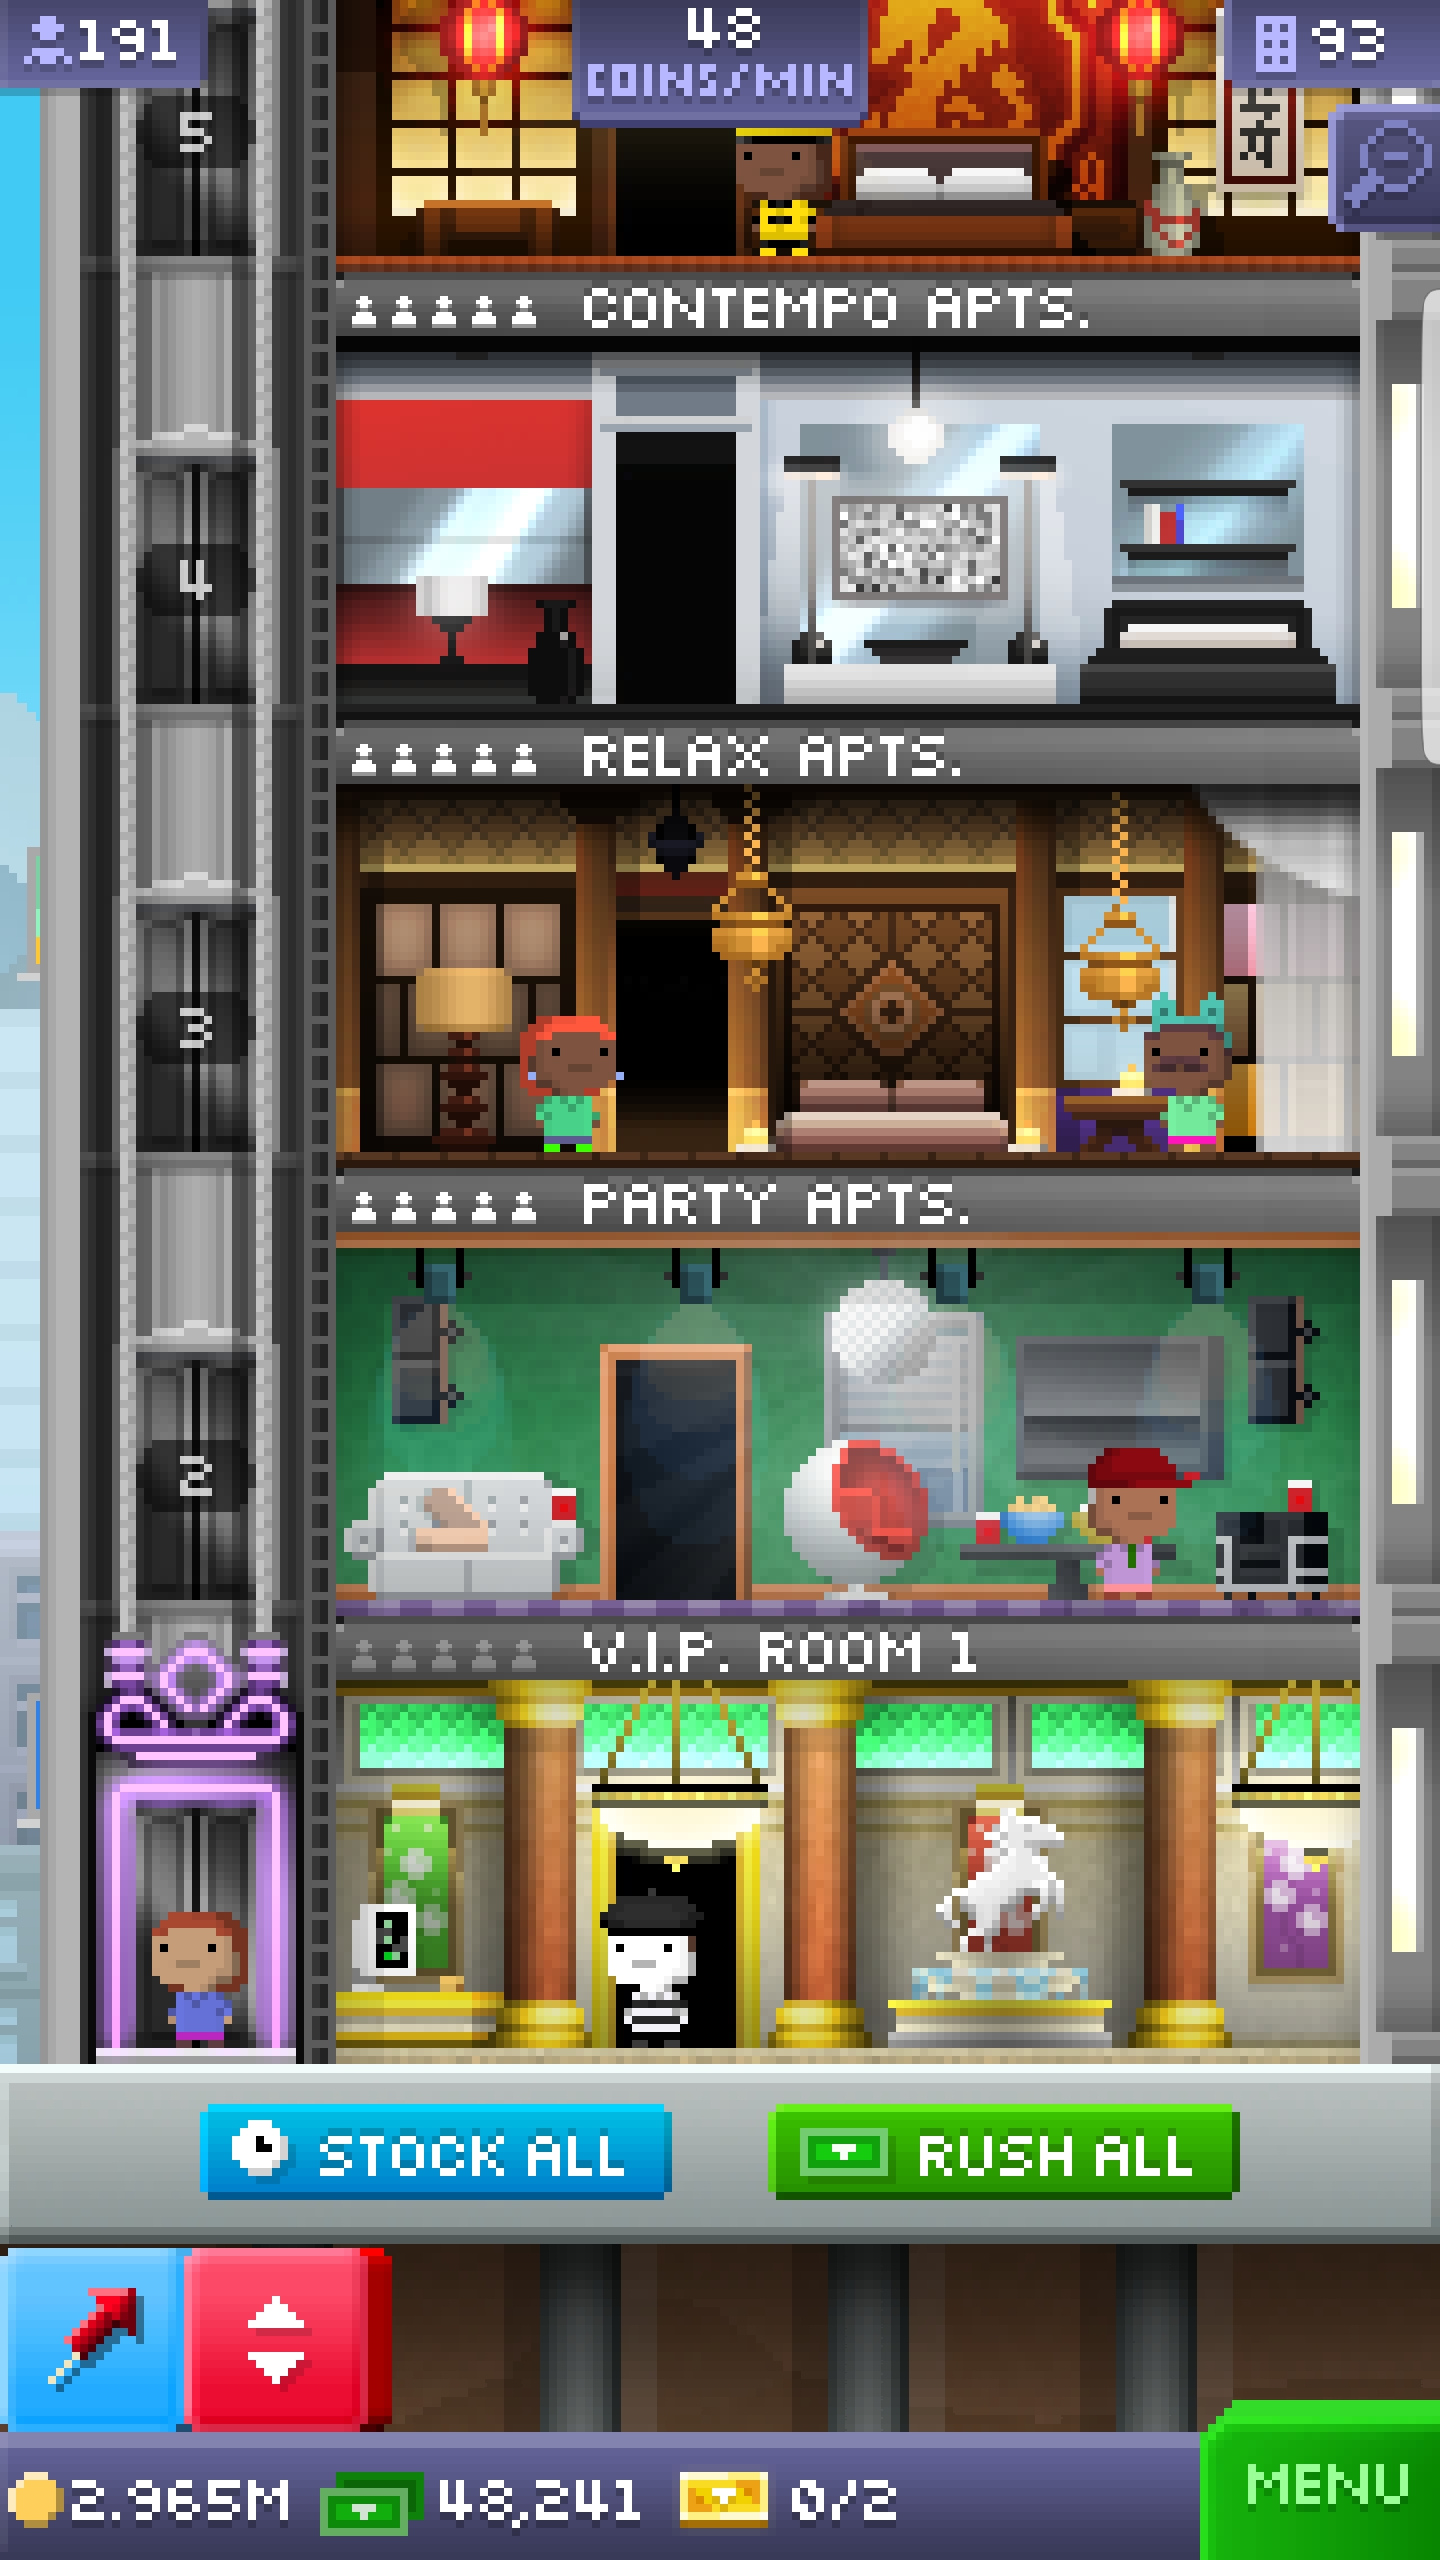 191
48
COINS/MIN
93
5
CONTEMPO APTS.
4
RELAX APTS.
3
PARTY APTS.
2
V.I.P. ROOM 1
STOCK ALL
RUSH ALL
2.965M
48,241
0/2
MENU